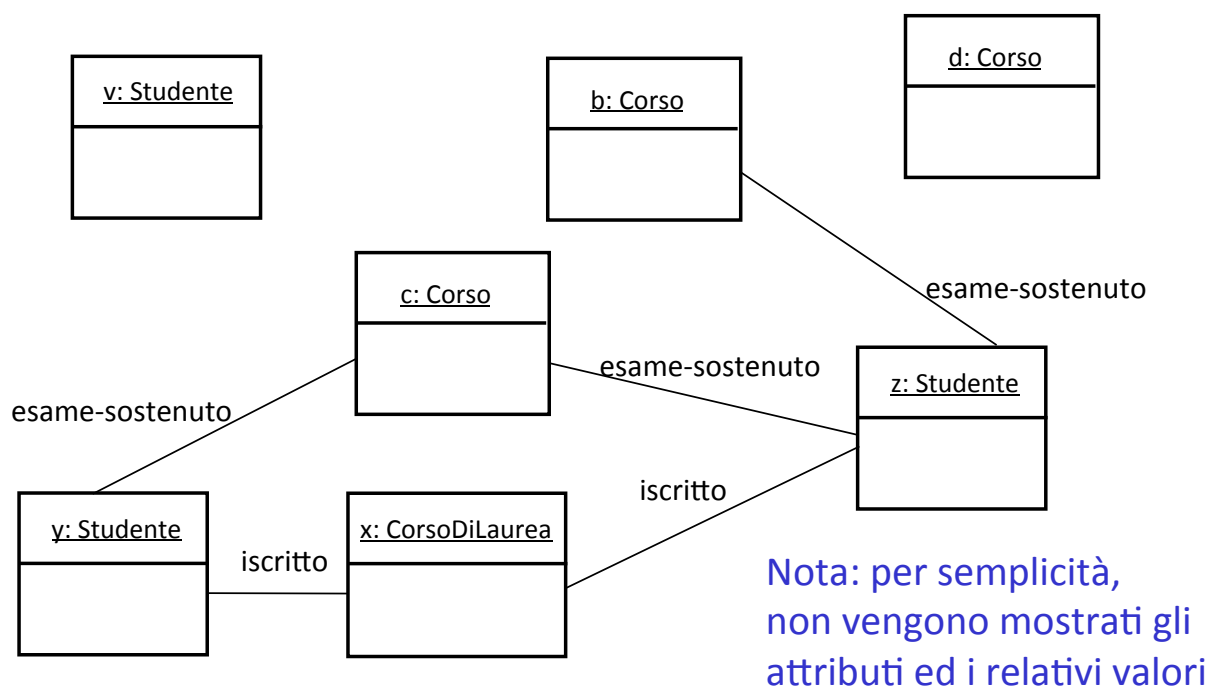 v: Studente
b: Corso
d: Corso
c: Corso
esame-sostenuto
esame-sostenuto
z: Studente
esame-sostenuto
y: Studente
iscritto
x: CorsoDiLaurea
iscritto
Nota: per semplicità,
non vengono mostrati gli
attributi ed i relativi valori